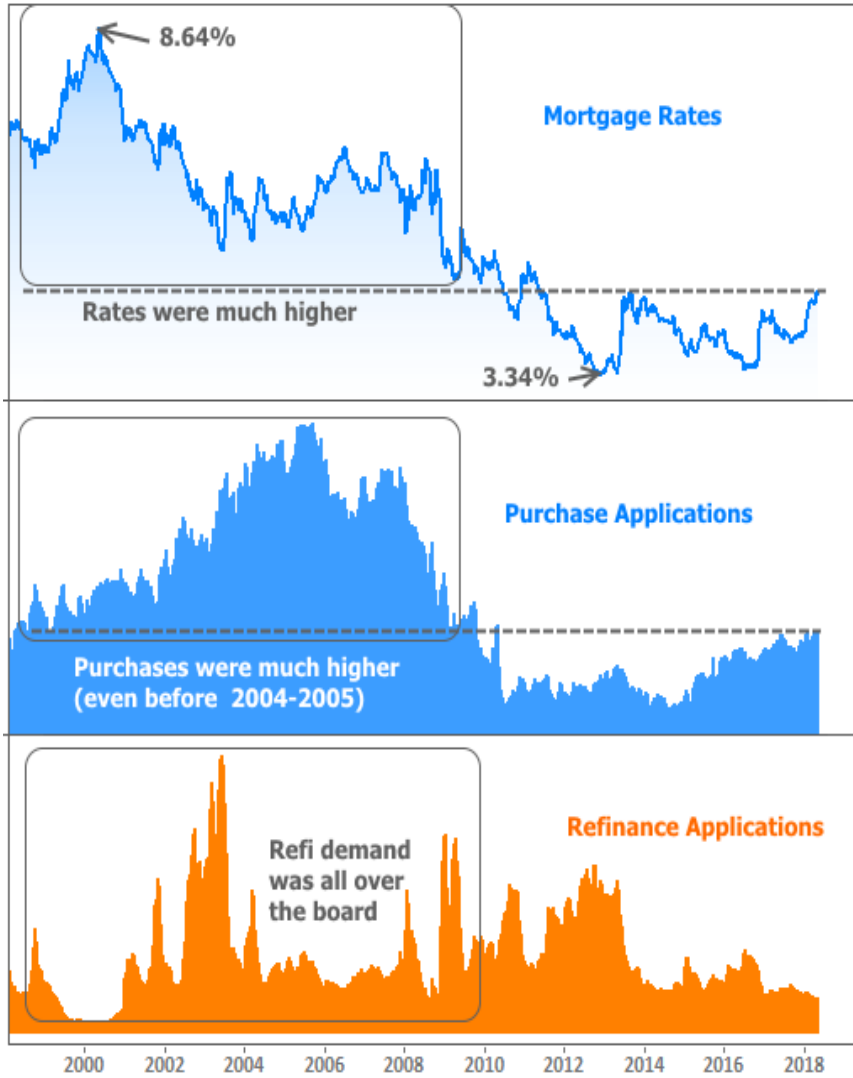 8.64%
Mortgage Rates
Rates were much higher
3.34%
Purchase Applications
Purchases were much higher
(even before 2004-2005)
Refinance Applications
Refi demand
was all over
the board
2000 2002 2004 2006 2008 2010 2012 2014 2016 2018